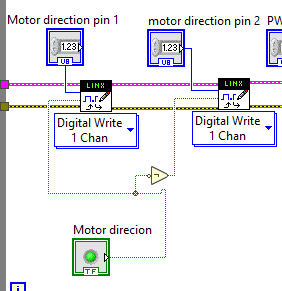 Motor direction pin 1
motor direction pin 2
PW
1.23
U8
1.23
U8
LINX
LINX
Digital Write
1 Chan
Digital Write
1 Chan
Motor direcion
TF
i